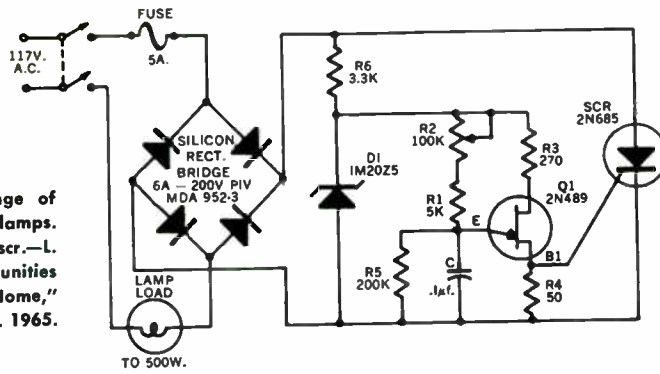 FUSE
5A.
117V.
A.C.
SILICON
RECT.
BRIDGE
6A — 200V PIV
MDA 952-3
LAMP
LOAD
TO 500W.
R6
3.3K
D1
1M20Z5
R2
100K
R1
5K
R3
270
Q1
2N489
E
B1
C
.1µf.
R5
200K
R4
50
SCR
2N685
nge of
lamps.
scr.—L.
unities
lome,"
. 1965.